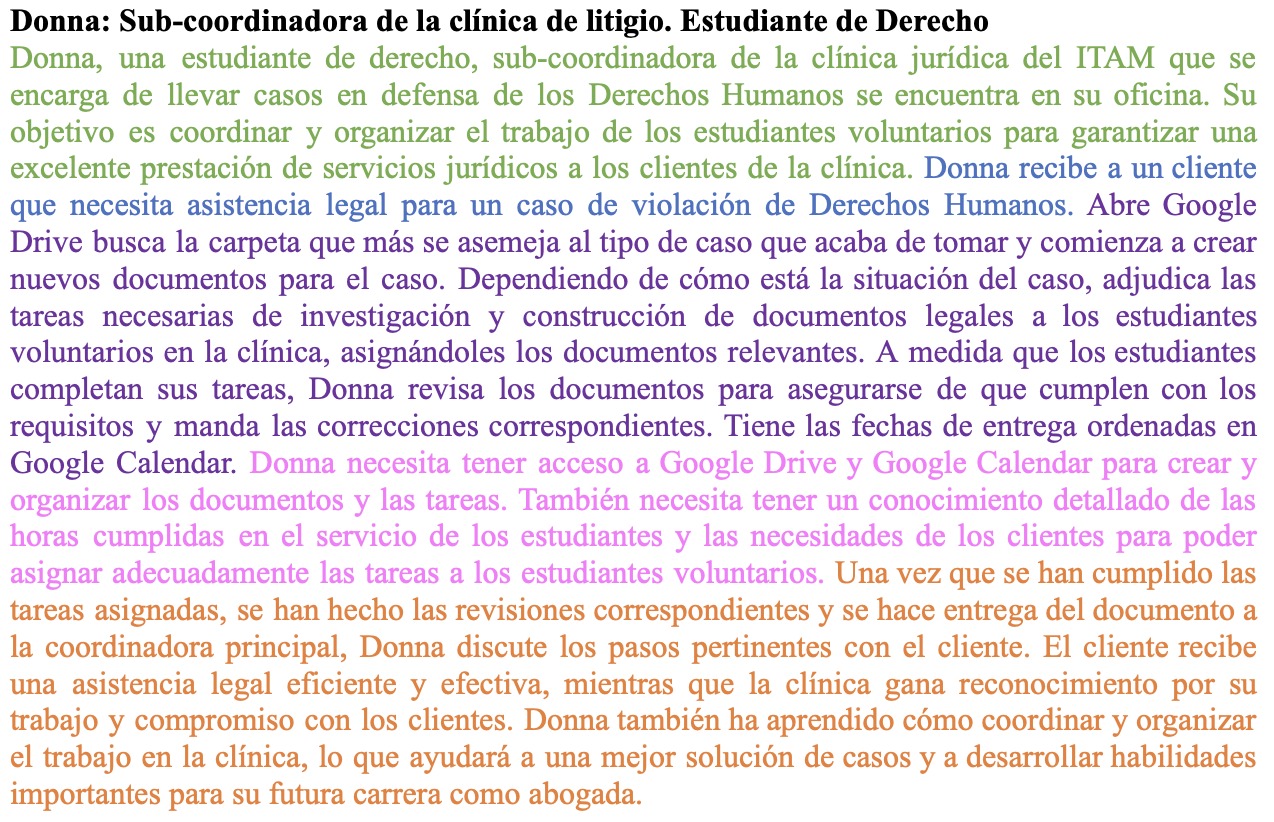 Donna: Sub-coordinadora de la clínica de litigio. Estudiante de Derecho
Donna, una estudiante de derecho, sub-coordinadora de la clínica jurídica del ITAM que se
encarga de llevar casos en defensa de los Derechos Humanos se encuentra en su oficina. Su
objetivo es coordinar y organizar el trabajo de los estudiantes voluntarios para garantizar una
excelente prestación de servicios jurídicos a los clientes de la clínica. Donna recibe a un cliente
que necesita asistencia legal para un caso de violación de Derechos Humanos. Abre Google
Drive busca la carpeta que más se asemeja al tipo de caso que acaba de tomar y comienza a crear
nuevos documentos para el caso. Dependiendo de cómo está la situación del caso, adjudica las
tareas necesarias de investigación y construcción de documentos legales a los estudiantes
voluntarios en la clínica, asignándoles los documentos relevantes. A medida que los estudiantes
completan sus tareas, Donna revisa los documentos para asegurarse de que cumplen con los
requisitos y manda las correcciones correspondientes. Tiene las fechas de entrega ordenadas en
Google Calendar. Donna necesita tener acceso a Google Drive y Google Calendar para crear y
organizar los documentos y las tareas. También necesita tener un conocimiento detallado de las
horas cumplidas en el servicio de los estudiantes y las necesidades de los clientes para poder
asignar adecuadamente las tareas a los estudiantes voluntarios. Una vez que se han cumplido las
tareas asignadas, se han hecho las revisiones correspondientes y se hace entrega del documento a
la coordinadora principal, Donna discute los pasos pertinentes con el cliente. El cliente recibe
una asistencia legal eficiente y efectiva, mientras que la clínica gana reconocimiento por su
trabajo y compromiso con los clientes. Donna también ha aprendido cómo coordinar y organizar
el trabajo en la clínica, lo que ayudará a una mejor solución de casos y a desarrollar habilidades
importantes para su futura carrera como abogada.